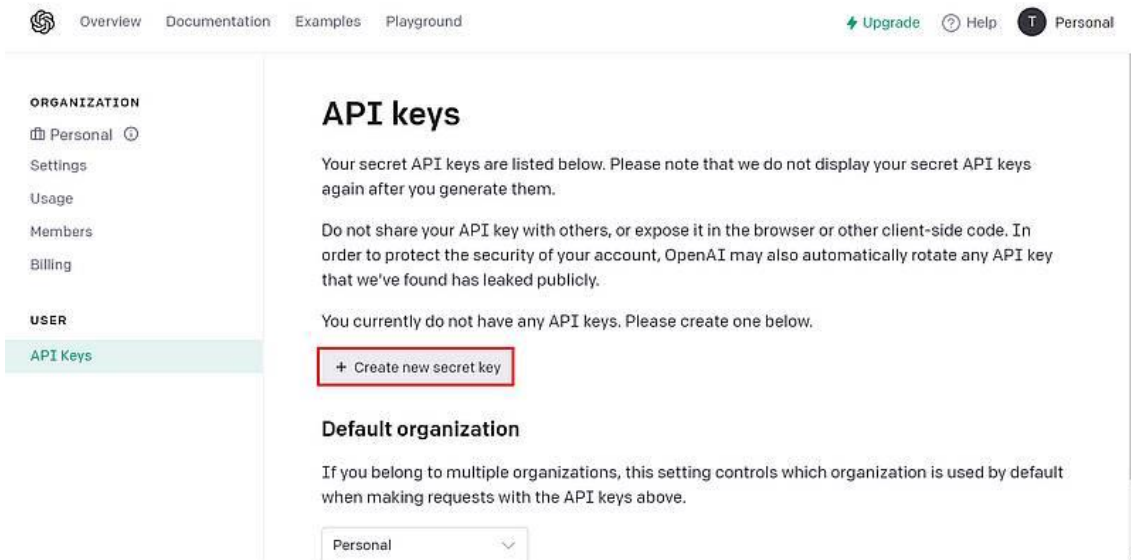 Overview Documentation Examples Playground Upgrade Help T Personal
ORGANIZATION
Personal
Settings
Usage
Members
Billing
USER
API Keys
API keys
Your secret API keys are listed below. Please note that we do not display your secret API keys
again after you generate them.
Do not share your API key with others, or expose it in the browser or other client-side code. In
order to protect the security of your account, OpenAI may also automatically rotate any API key
that we've found has leaked publicly.
You currently do not have any API keys. Please create one below.
+ Create new secret key
Default organization
If you belong to multiple organizations, this setting controls which organization is used by default
when making requests with the API keys above.
Personal